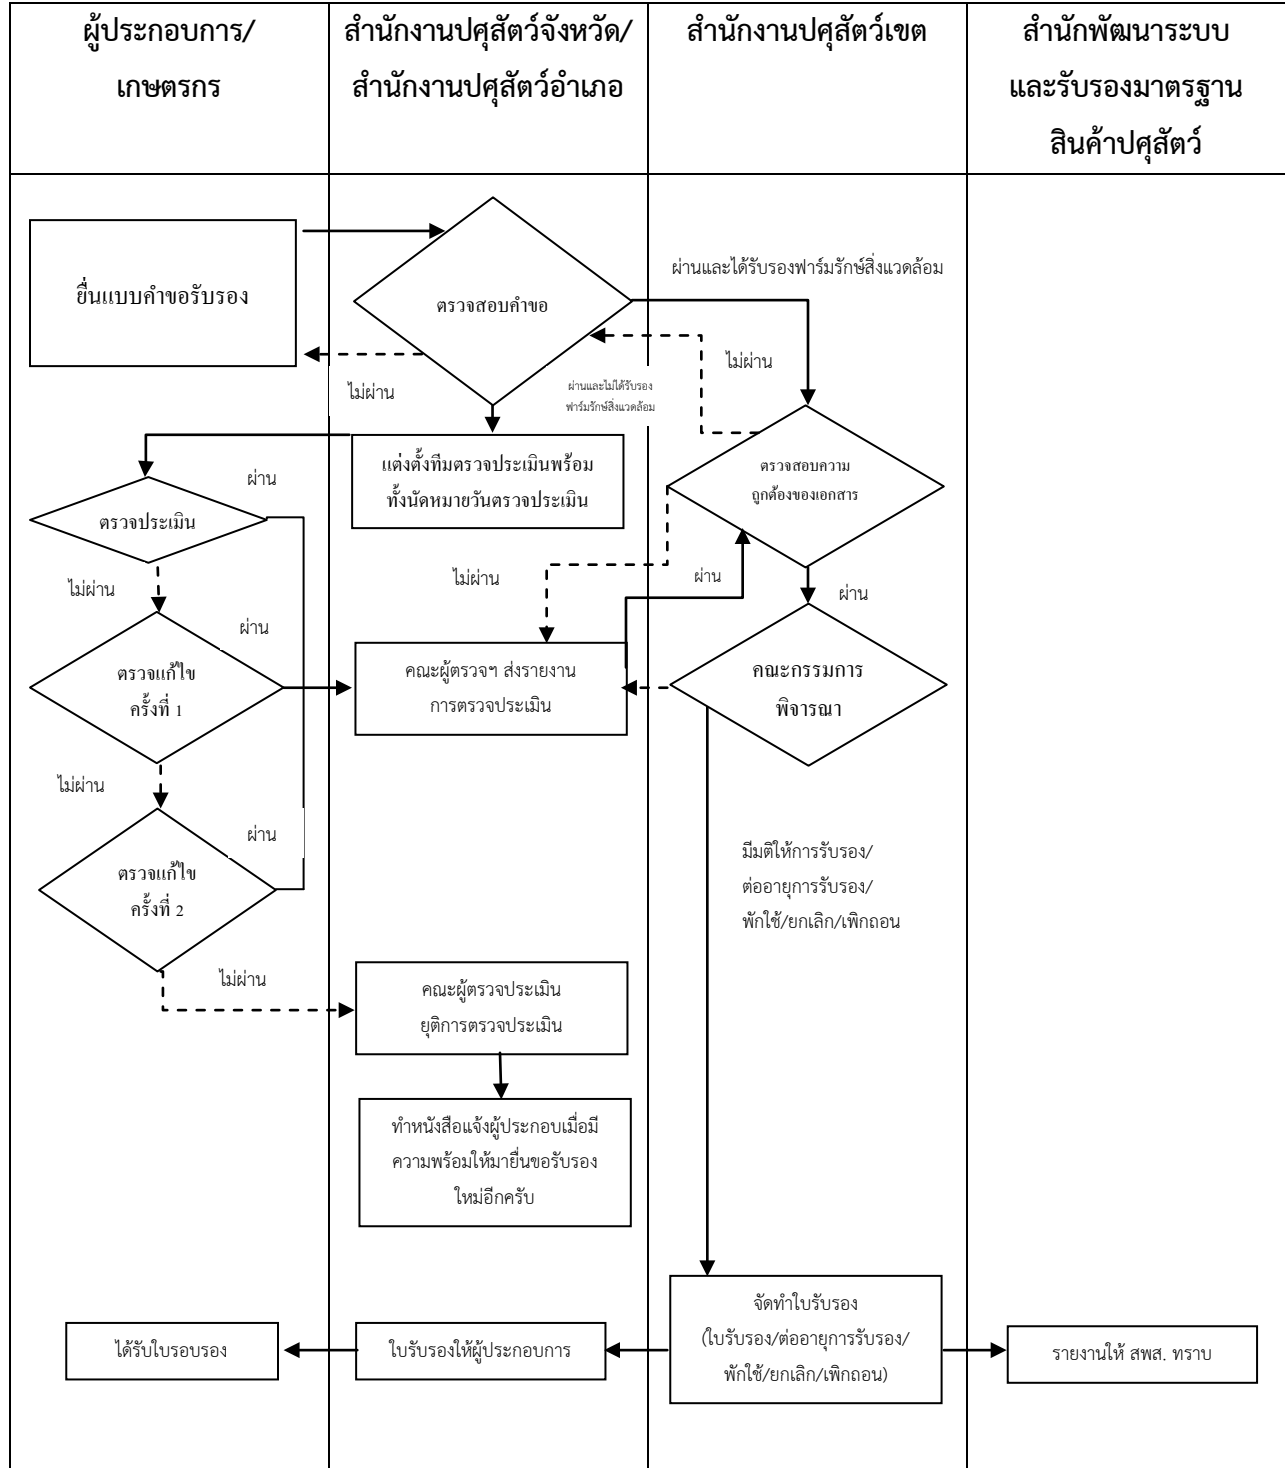 ผู้ประกอบการ/
เกษตรกร
สำนักงานปศุสัตว์จังหวัด/
สำนักงานปศุสัตว์อำเภอ
สำนักงานปศุสัตว์เขต
สำนักพัฒนาระบบ
และรับรองมาตรฐาน
สินค้าปศุสัตว์
ยื่นแบบคำขอรับรอง
ตรวจสอบคำขอ
ผ่านและได้รับรองฟาร์มรักษ์สิ่งแวดล้อม
ไม่ผ่าน
ไม่ผ่าน
ผ่านและไม่ได้รับรอง
ฟาร์มรักษ์สิ่งแวดล้อม
แต่งตั้งทีมตรวจประเมินพร้อม
ทั้งนัดหมายวันตรวจประเมิน
ตรวจสอบความ
ถูกต้องของเอกสาร
ผ่าน
ตรวจประเมิน
ไม่ผ่าน
ไม่ผ่าน
ผ่าน
ผ่าน
ผ่าน
ตรวจแก้ไข
ครั้งที่ 1
คณะผู้ตรวจฯ ส่งรายงาน
การตรวจประเมิน
คณะกรรมการ
พิจารณา
ไม่ผ่าน
ผ่าน
ตรวจแก้ไข
ครั้งที่ 2
มีมติให้การรับรอง/
ต่ออายุการรับรอง/
พักใช้/ยกเลิก/เพิกถอน
ไม่ผ่าน
คณะผู้ตรวจประเมิน
ยุติการตรวจประเมิน
ทำหนังสือแจ้งผู้ประกอบเมื่อมี
ความพร้อมให้มายื่นขอรับรอง
ใหม่อีกครับ
จัดทำใบรับรอง
(ใบรับรอง/ต่ออายุการรับรอง/
พักใช้/ยกเลิก/เพิกถอน)
ได้รับใบรอบรอง
ใบรับรองให้ผู้ประกอบการ
รายงานให้ สพส. ทราบ